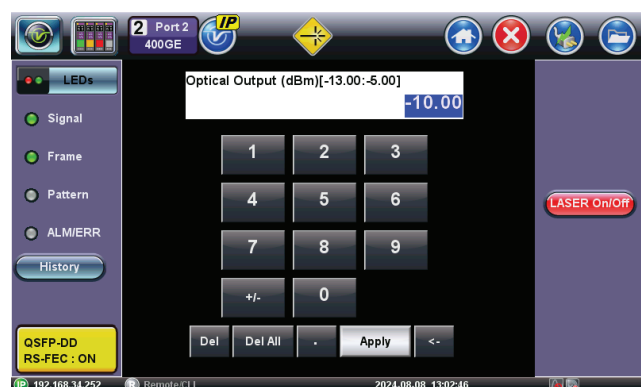 2 Port 2
400GE
IP
LEDs
Signal
Frame
Pattern
ALM/ERR
History
QSFP-DD
RS-FEC : ON
Optical Output (dBm)[-13.00:-5.00]
-10.00
1 2 3
4 5 6
7 8 9
+/- 0
Del Del All . Apply <-
LASER On/Off
IP 192.168.34.252 R Remote/CLI 2024-08-08 13:02:46